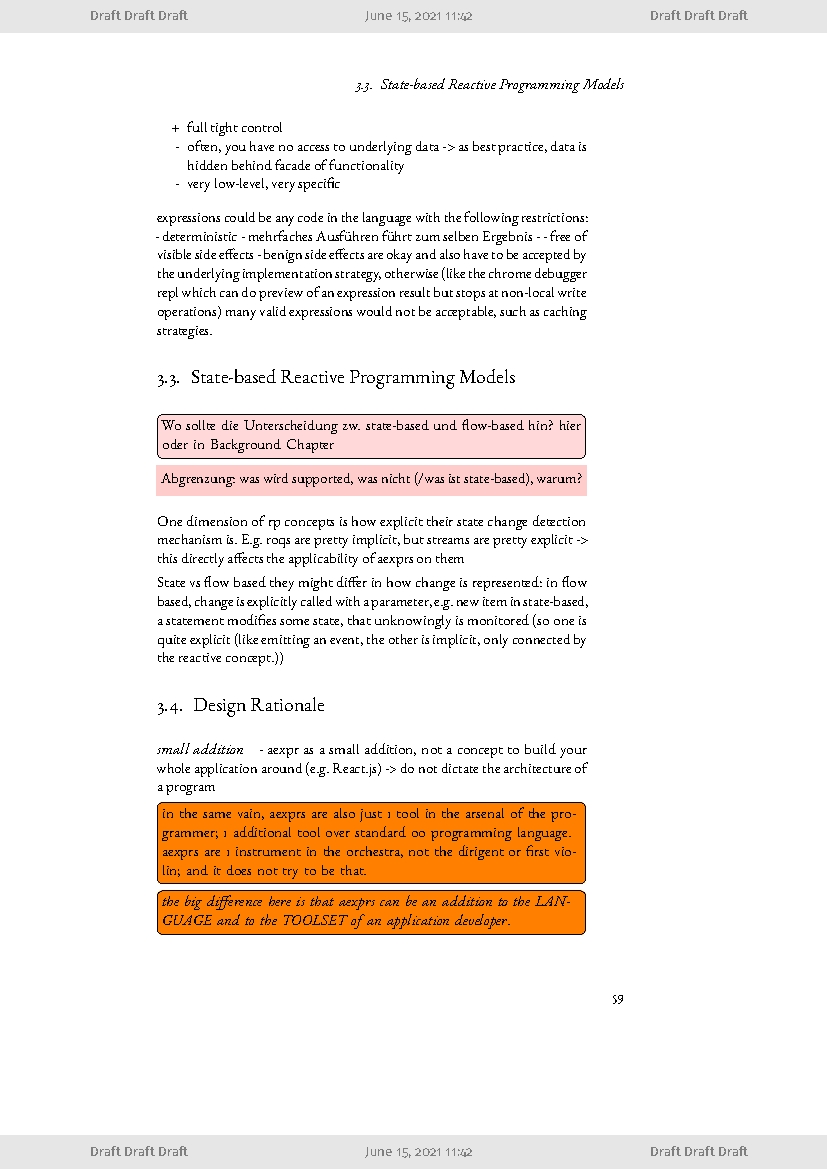 Draft Draft Draft June 15, 2021 11:42 Draft Draft Draft
3.3. State-based Reactive Programming Models
+ full tight control
- often, you have no access to underlying data -> as best practice, data is
hidden behind facade of functionality
- very low-level, very specific
expressions could be any code in the language with the following restrictions:
- deterministic - mehrfaches Ausführen führt zum selben Ergebnis - - free of
visible side effects - benign side effects are okay and also have to be accepted by
the underlying implementation strategy, otherwise (like the chrome debugger
repl which can do preview of an expression result but stops at non-local write
operations) many valid expressions would not be acceptable, such as caching
strategies.
3.3. State-based Reactive Programming Models
Wo sollte die Unterscheidung zw. state-based und flow-based hin? hier
oder in Background Chapter
Abgrenzung: was wird supported, was nicht (/was ist state-based), warum?
One dimension of rp concepts is how explicit their state change detection
mechanism is. E.g. roqs are pretty implicit, but streams are pretty explicit ->
this directly affects the applicability of aexprs on them
State vs flow based they might differ in how change is represented: in flow
based, change is explicitly called with a parameter, e.g. new item in state-based,
a statement modifies some state, that unknowingly is monitored (so one is
quite explicit (like emitting an event, the other is implicit, only connected by
the reactive concept.))
3.4. Design Rationale
small addition - aexpr as a small addition, not a concept to build your
whole application around (e.g. React.js) -> do not dictate the architecture of
a program
in the same vain, aexprs are also just 1 tool in the arsenal of the pro-
grammer; 1 additional tool over standard oo programming language.
aexprs are 1 instrument in the orchestra, not the dirigent or first vio-
lin; and it does not try to be that.
the big difference here is that aexprs can be an addition to the LAN-
GUAGE and to the TOOLSET of an application developer.
59
Draft Draft Draft June 15, 2021 11:42 Draft Draft Draft